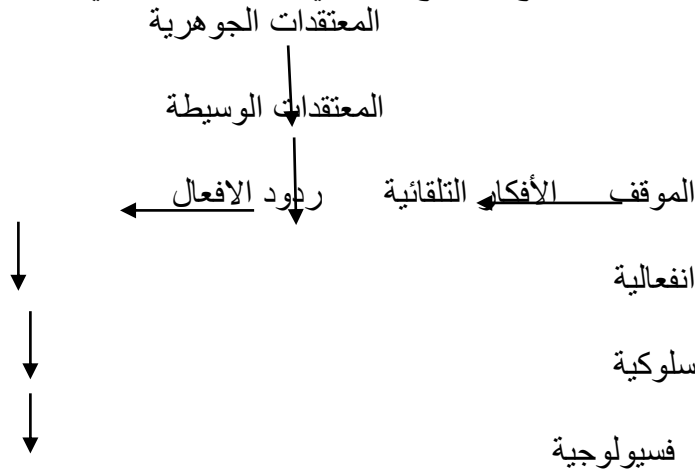 المعتقدات الجوهرية
المعتقدات الوسيطة
الموقف الأفكار التلقائية ردود الافعال
انفعالية
سلوكية
فسيولوجية